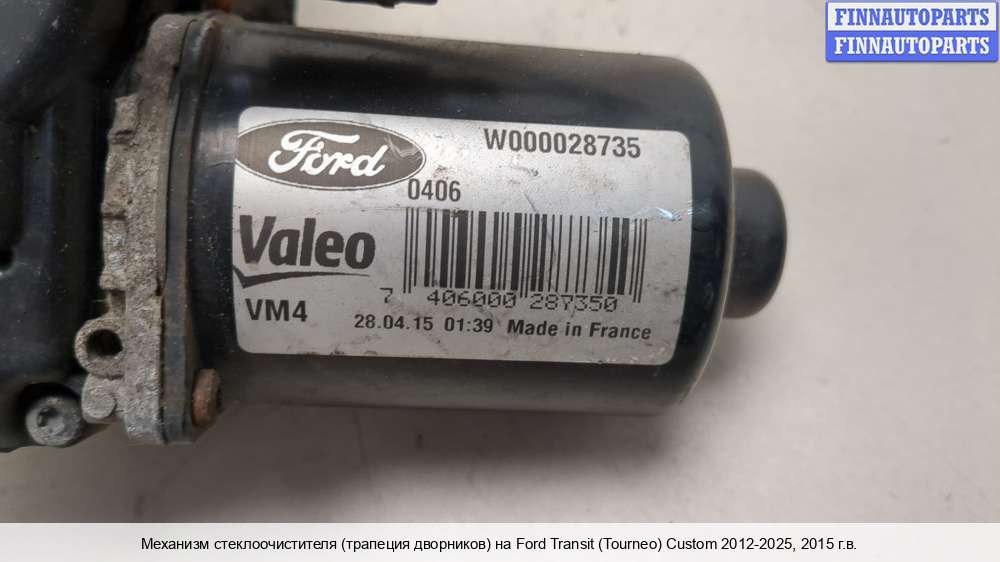 FINNAUTOPARTS
FINNAUTOPARTS
Ford
W000028735
0406
Valeo
7 406000 287350
VM4
28.04.15 01:39 Made in France
Механизм стеклоочистителя (трапеция дворников) на Ford Transit (Tourneo) Custom 2012-2025, 2015 г.в.